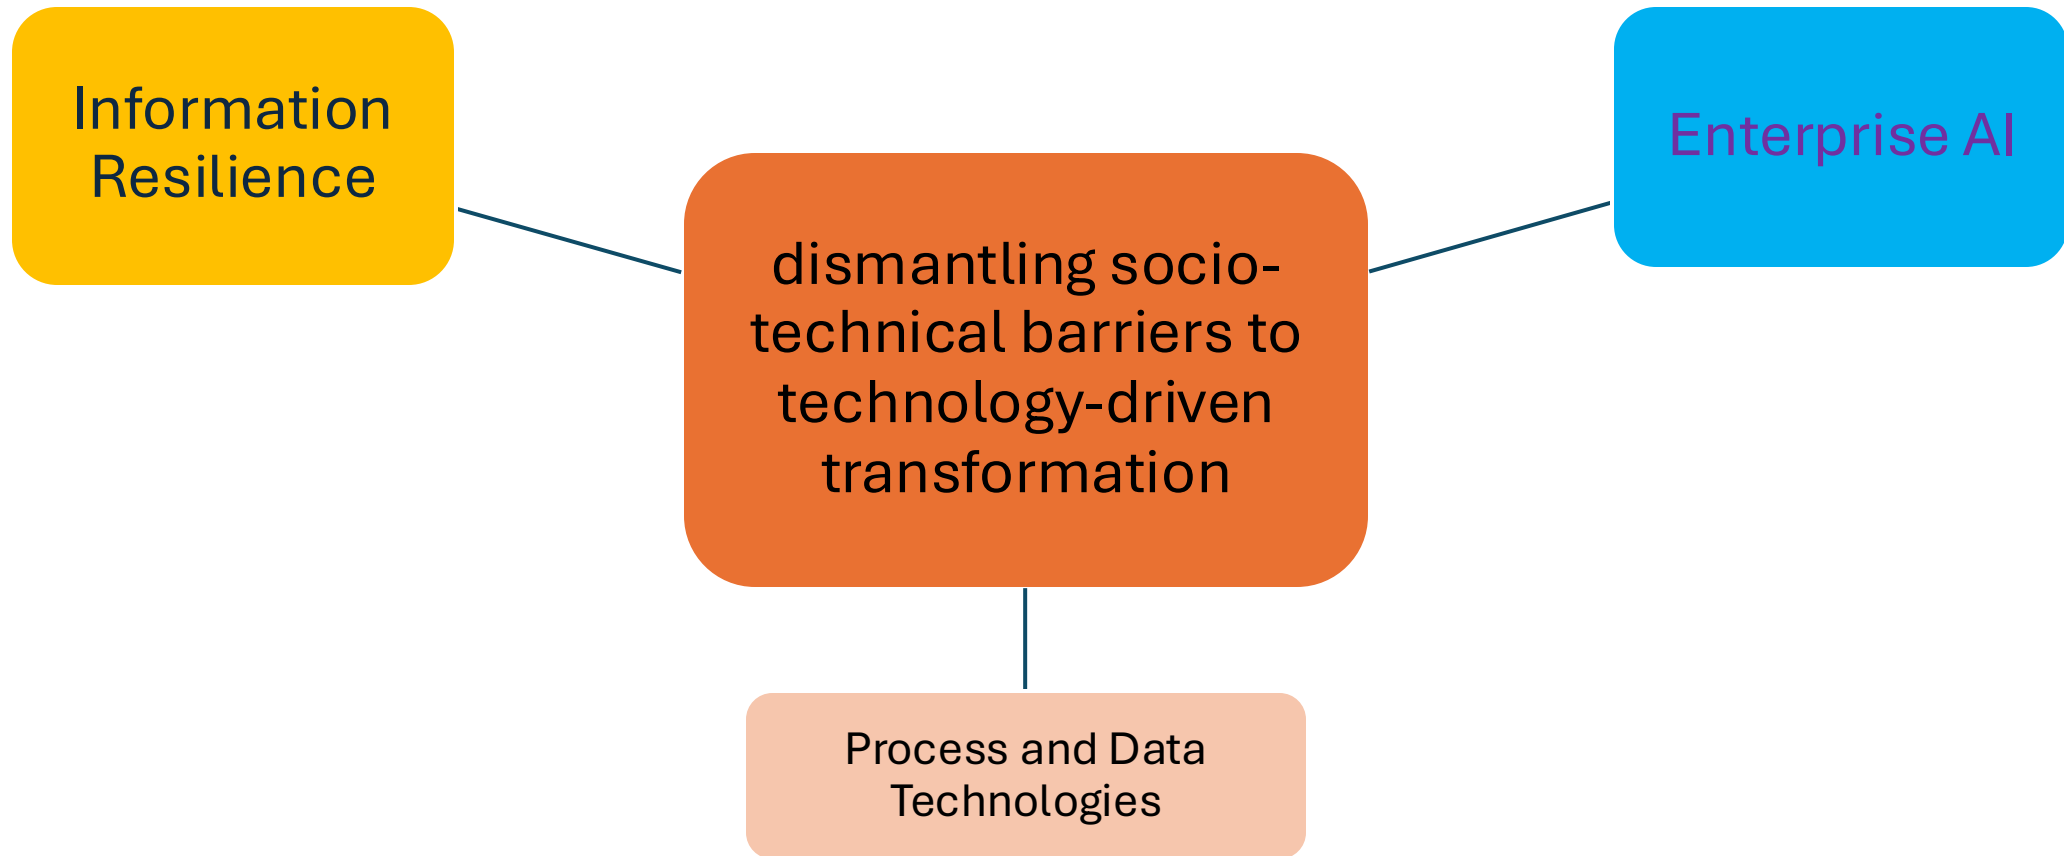 Information
Resilience
Enterprise AI
dismantling socio-
technical barriers to
technology-driven
transformation
Process and Data
Technologies